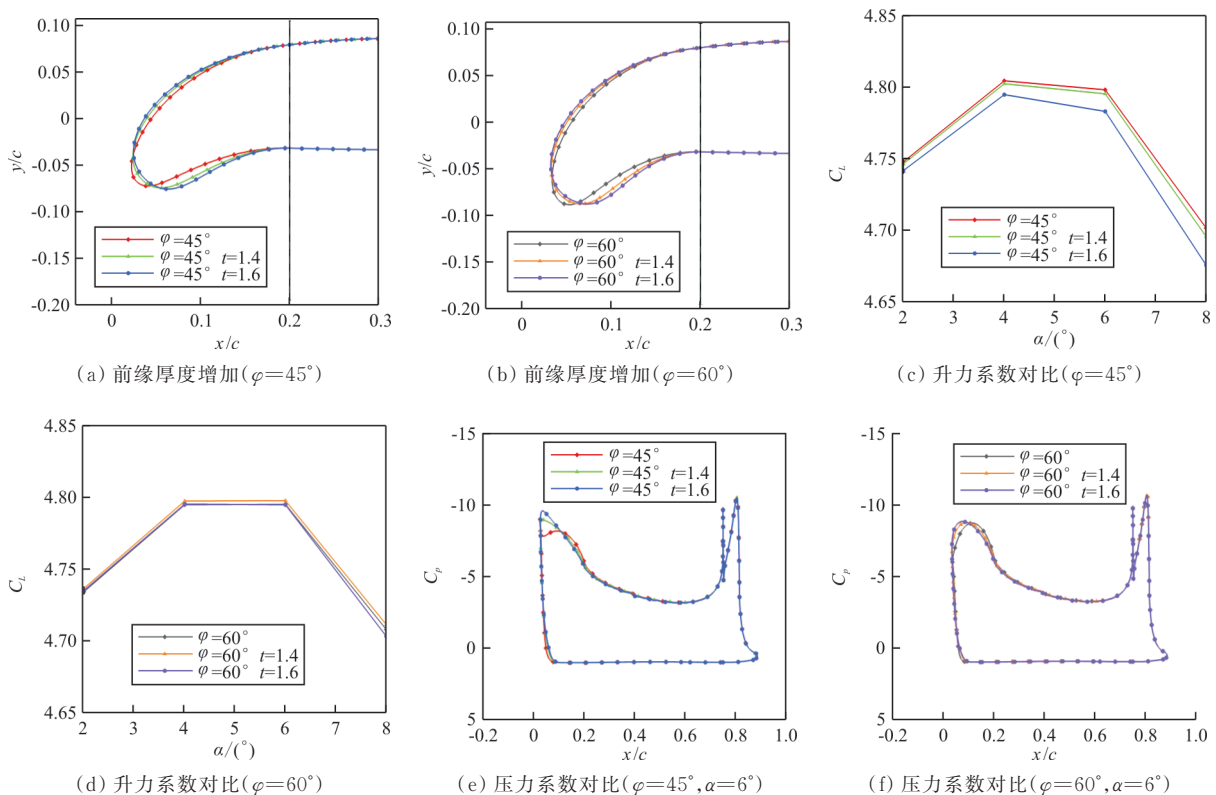 0.10
0.05
0
-0.05
-0.10
-0.15
-0.20
y/c
φ=45°
φ=45° t=1.4
φ=45° t=1.6
0
0.1
0.2
0.3
x/c
(a) 前缘厚度增加(φ=45°)
0.10
0.05
0
-0.05
-0.10
-0.15
-0.20
y/c
φ=60°
φ=60° t=1.4
φ=60° t=1.6
0
0.1
0.2
0.3
x/c
(b) 前缘厚度增加(φ=60°)
4.85
4.80
4.75
4.70
4.65
C_L
φ=45°
φ=45° t=1.4
φ=45° t=1.6
2
3
4
5
6
7
8
α/(°)
(c) 升力系数对比(φ=45°)
4.85
4.80
4.75
4.70
4.65
C_L
φ=60°
φ=60° t=1.4
φ=60° t=1.6
2
3
4
5
6
7
8
α/(°)
(d) 升力系数对比(φ=60°)
-15
-10
-5
0
5
C_p
φ=45°
φ=45° t=1.4
φ=45° t=1.6
-0.2
0
0.2
0.4
0.6
0.8
1.0
x/c
(e) 压力系数对比(φ=45°,α=6°)
-15
-10
-5
0
5
C_p
φ=60°
φ=60° t=1.4
φ=60° t=1.6
-0.2
0
0.2
0.4
0.6
0.8
1.0
x/c
(f) 压力系数对比(φ=60°,α=6°)